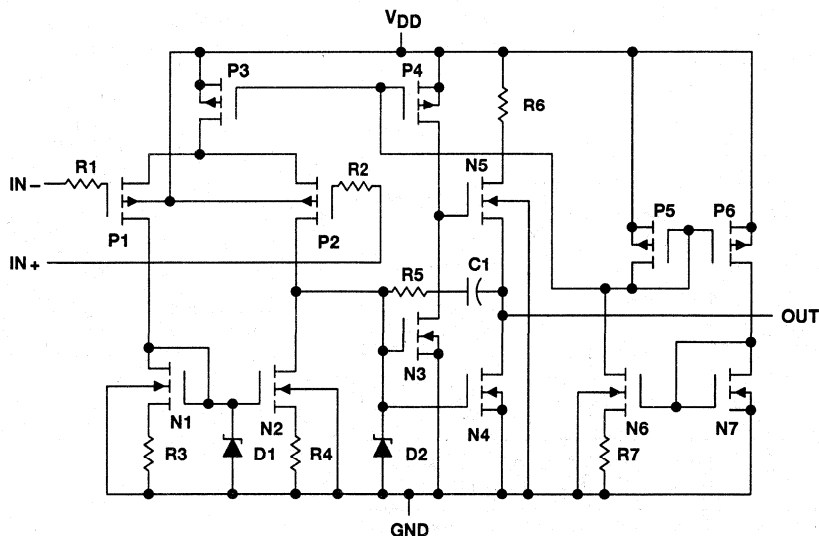 VDD
P3
P4
R6
R1
IN−
R2
N5
P5
P6
P1
P2
IN+
R5
C1
OUT
N3
N1
N2
N4
N6
N7
R3
D1
R4
D2
R7
GND